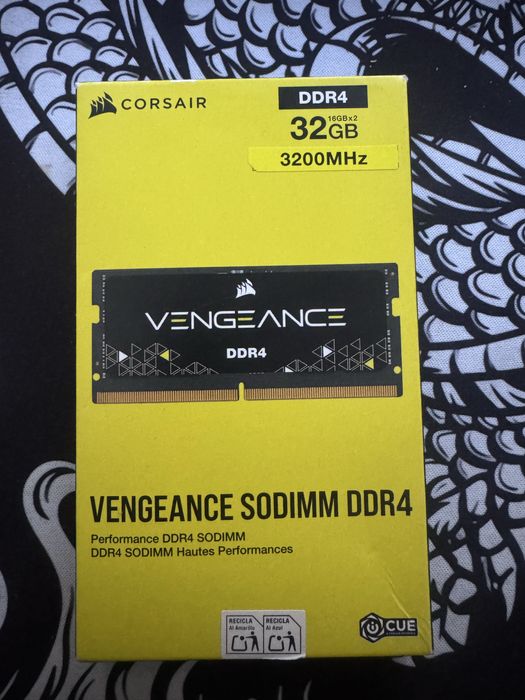 CORSAIR
DDR4
32GB
16GBx2
3200MHz
VENGEANCE
DDR4
VENGEANCE SODIMM DDR4
Performance DDR4 SODIMM
DDR4 SODIMM Hautes Performances
RECICLA
Al Amarillo
RECICLA
Al Azul
CUE